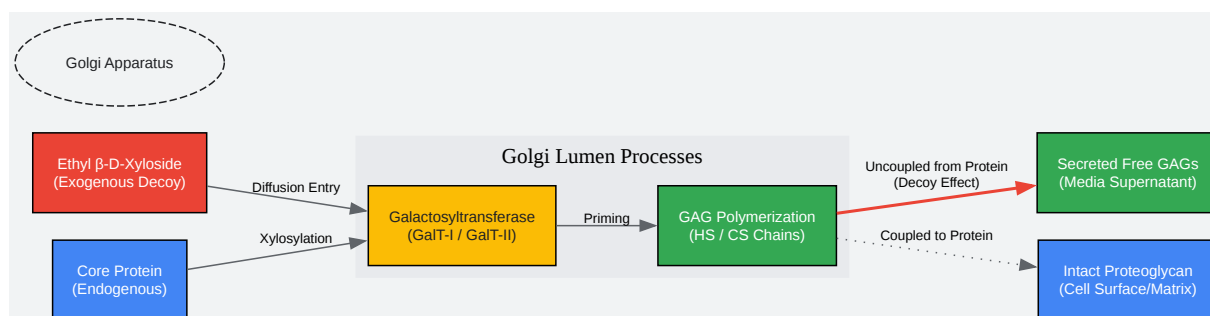 Golgi Apparatus
Ethyl β-D-Xyloside
(Exogenous Decoy)
Diffusion Entry
Core Protein
(Endogenous)
Xylosylation
Golgi Lumen Processes
Galactosyltransferase
(GalT-I / GalT-II)
Priming
GAG Polymerization
(HS / CS Chains)
Uncoupled from Protein
(Decoy Effect)
Coupled to Protein
Secreted Free GAGs
(Media Supernatant)
Intact Proteoglycan
(Cell Surface/Matrix)